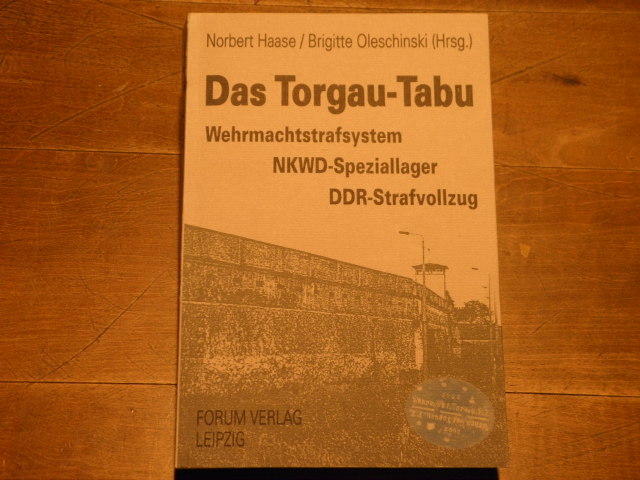 Norbert Haase / Brigitte Oleschinski (Hrsg.)
Das Torgau-Tabu
Wehrmachtstrafsystem
NKWD-Speziallager
DDR-Strafvollzug
FORUM VERLAG
LEIPZIG